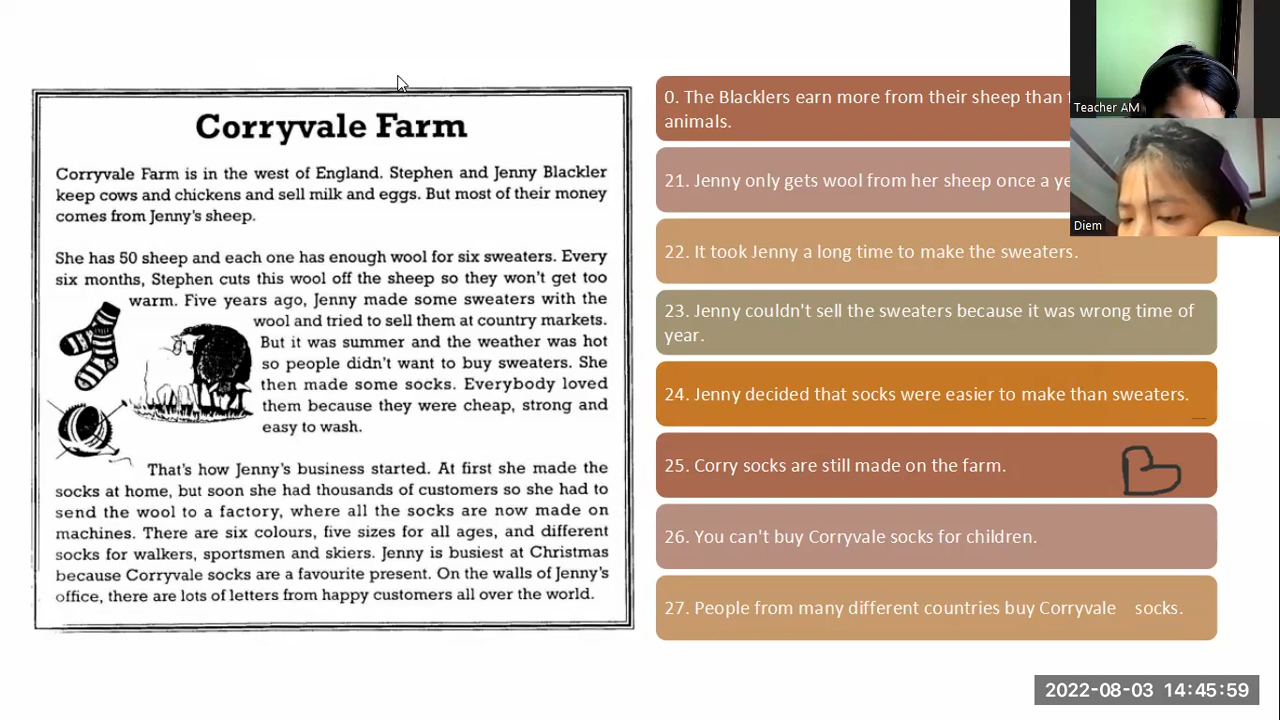 Corryvale Farm
Corryvale Farm is in the west of England. Stephen and Jenny Blackler
keep cows and chickens and sell milk and eggs. But most of their money
comes from Jenny's sheep.
She has 50 sheep and each one has enough wool for six sweaters. Every
six months, Stephen cuts this wool off the sheep so they won't get too
warm. Five years ago, Jenny made some sweaters with the
wool and tried to sell them at country markets.
But it was summer and the weather was hot
so people didn't want to buy sweaters. She
then made some socks. Everybody loved
them because they were cheap, strong and
easy to wash.
That's how Jenny's business started. At first she made the
socks at home, but soon she had thousands of customers so she had to
send the wool to a factory, where all the socks are now made on
machines. There are six colours, five sizes for all ages, and different
socks for walkers, sportsmen and skiers. Jenny is busiest at Christmas
because Corryvale socks are a favourite present. On the walls of Jenny's
office, there are lots of letters from happy customers all over the world.
0. The Blacklers earn more from their sheep than
animals.
21. Jenny only gets wool from her sheep once a
22. It took Jenny a long time to make the sweaters.
23. Jenny couldn't sell the sweaters because it was wrong time of
year.
24. Jenny decided that socks were easier to make than sweaters.
25. Corry socks are still made on the farm.
26. You can't buy Corryvale socks for children.
27. People from many different countries buy Corryvale socks.
Teacher AM
Diem
2022-08-03 14:45:59